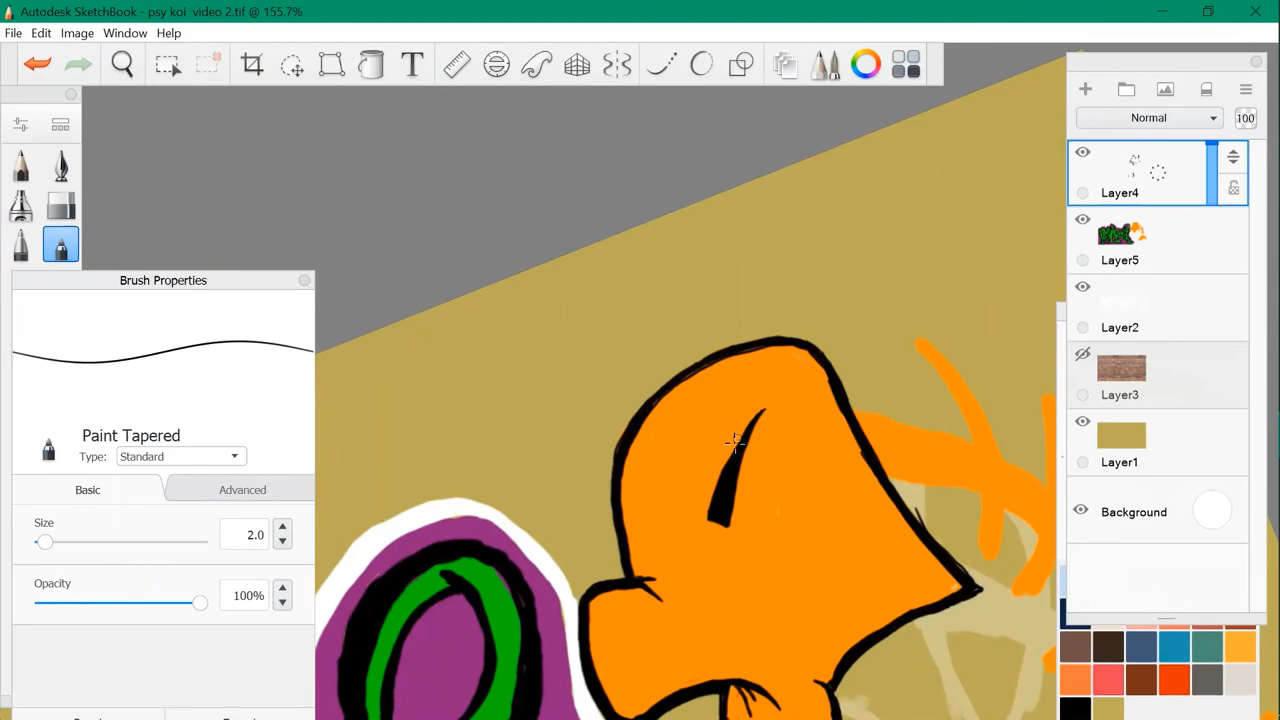 Autodesk SketchBook - psy koi  video 2.tif @ 155.7%
File Edit Image Window Help
T
Normal 100
Layer4
Layer5
Layer2
Layer3
Layer1
Background
Brush Properties
Paint Tapered
Type: Standard
Basic Advanced
Size
2.0
Opacity
100%